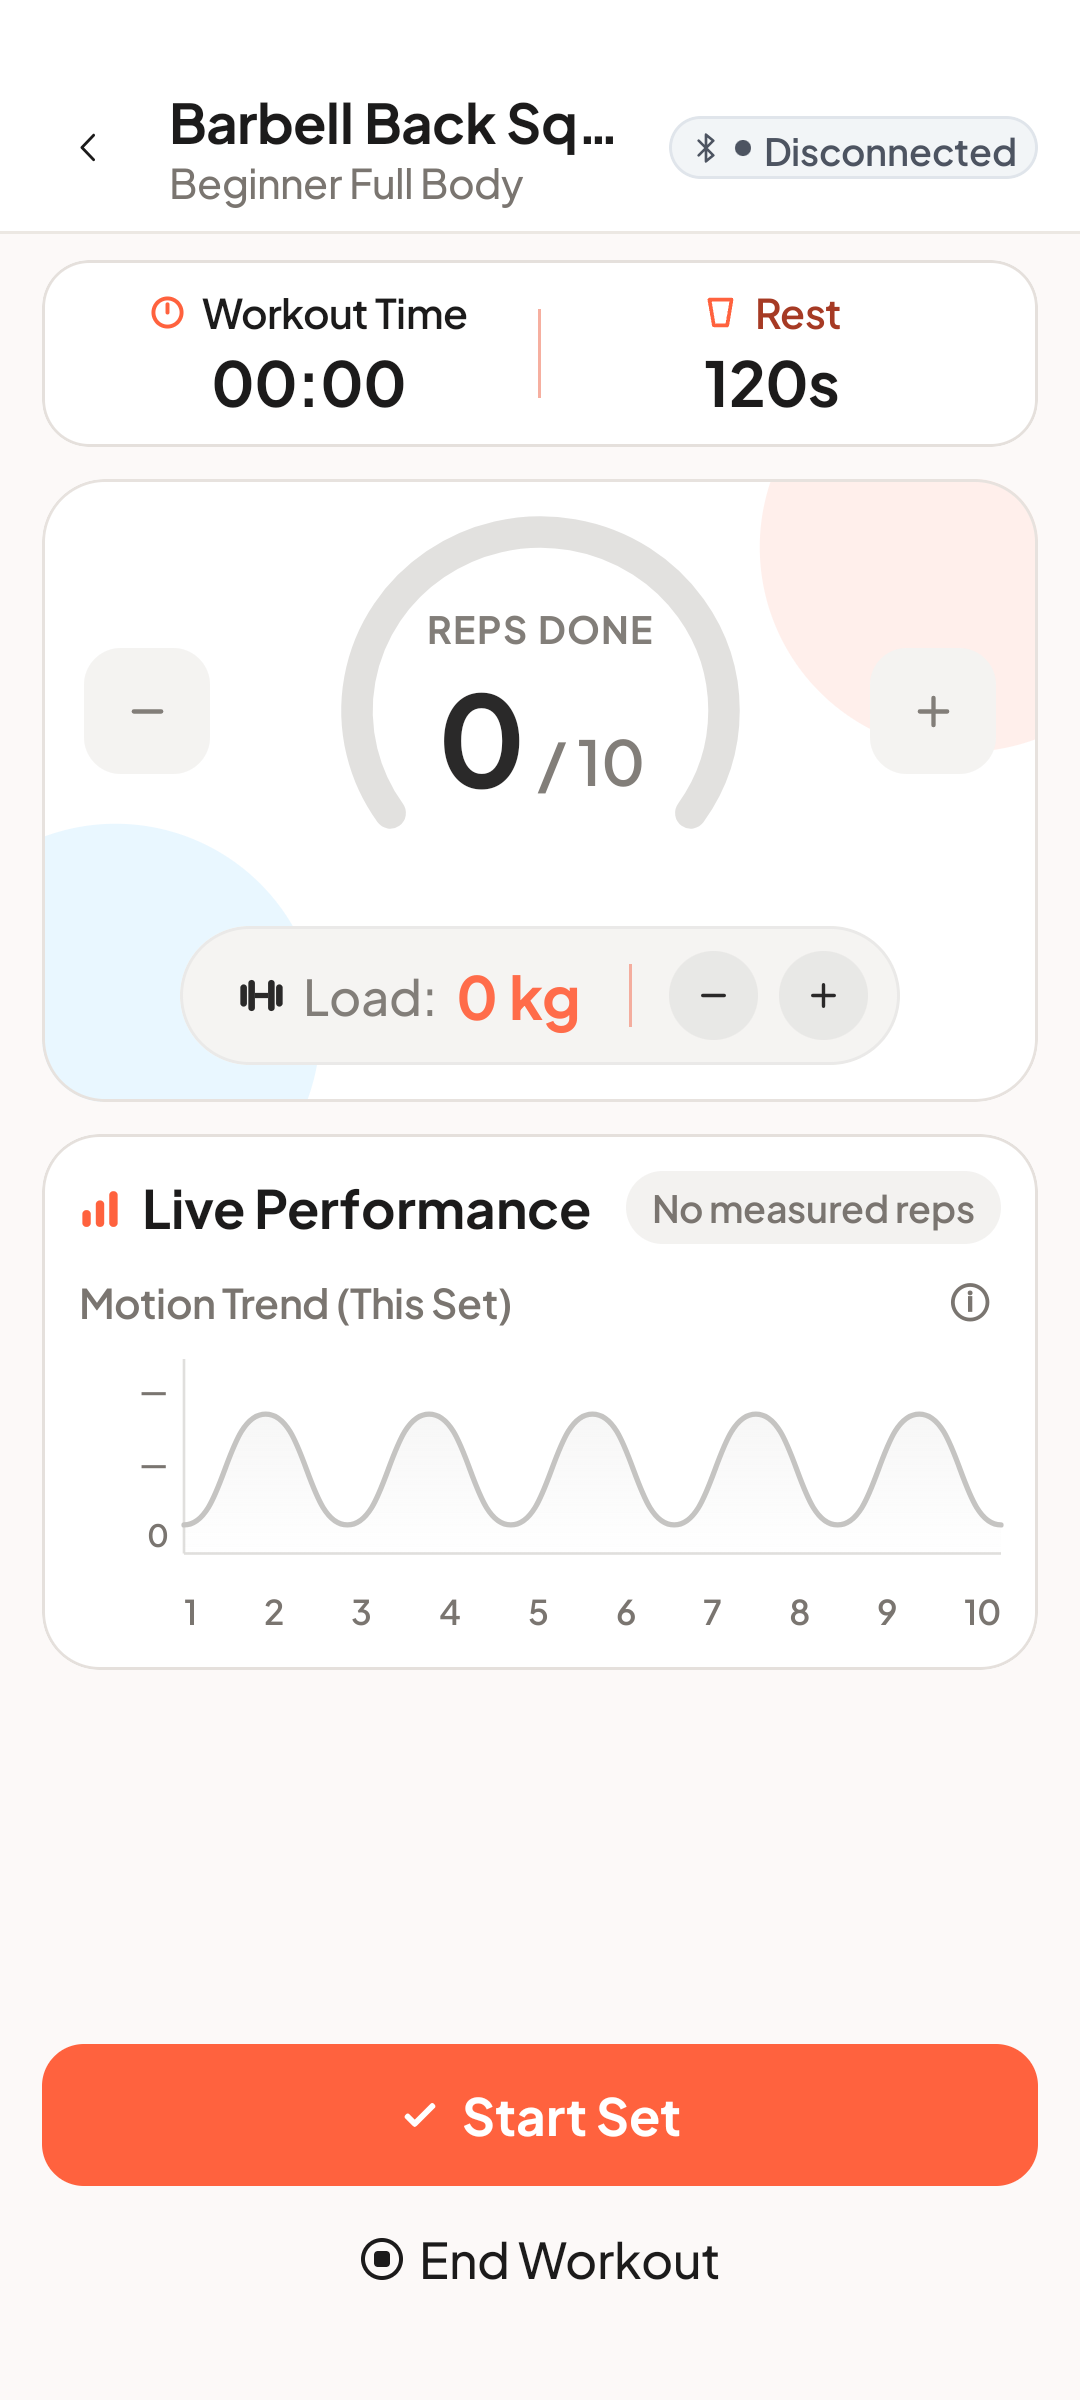 Barbell Back Sq...
Beginner Full Body
Disconnected
Workout Time
00:00
Rest
120s
REPS DONE
0 / 10
Load: 0 kg
Live Performance
No measured reps
Motion Trend (This Set)
0
1 2 3 4 5 6 7 8 9 10
Start Set
End Workout